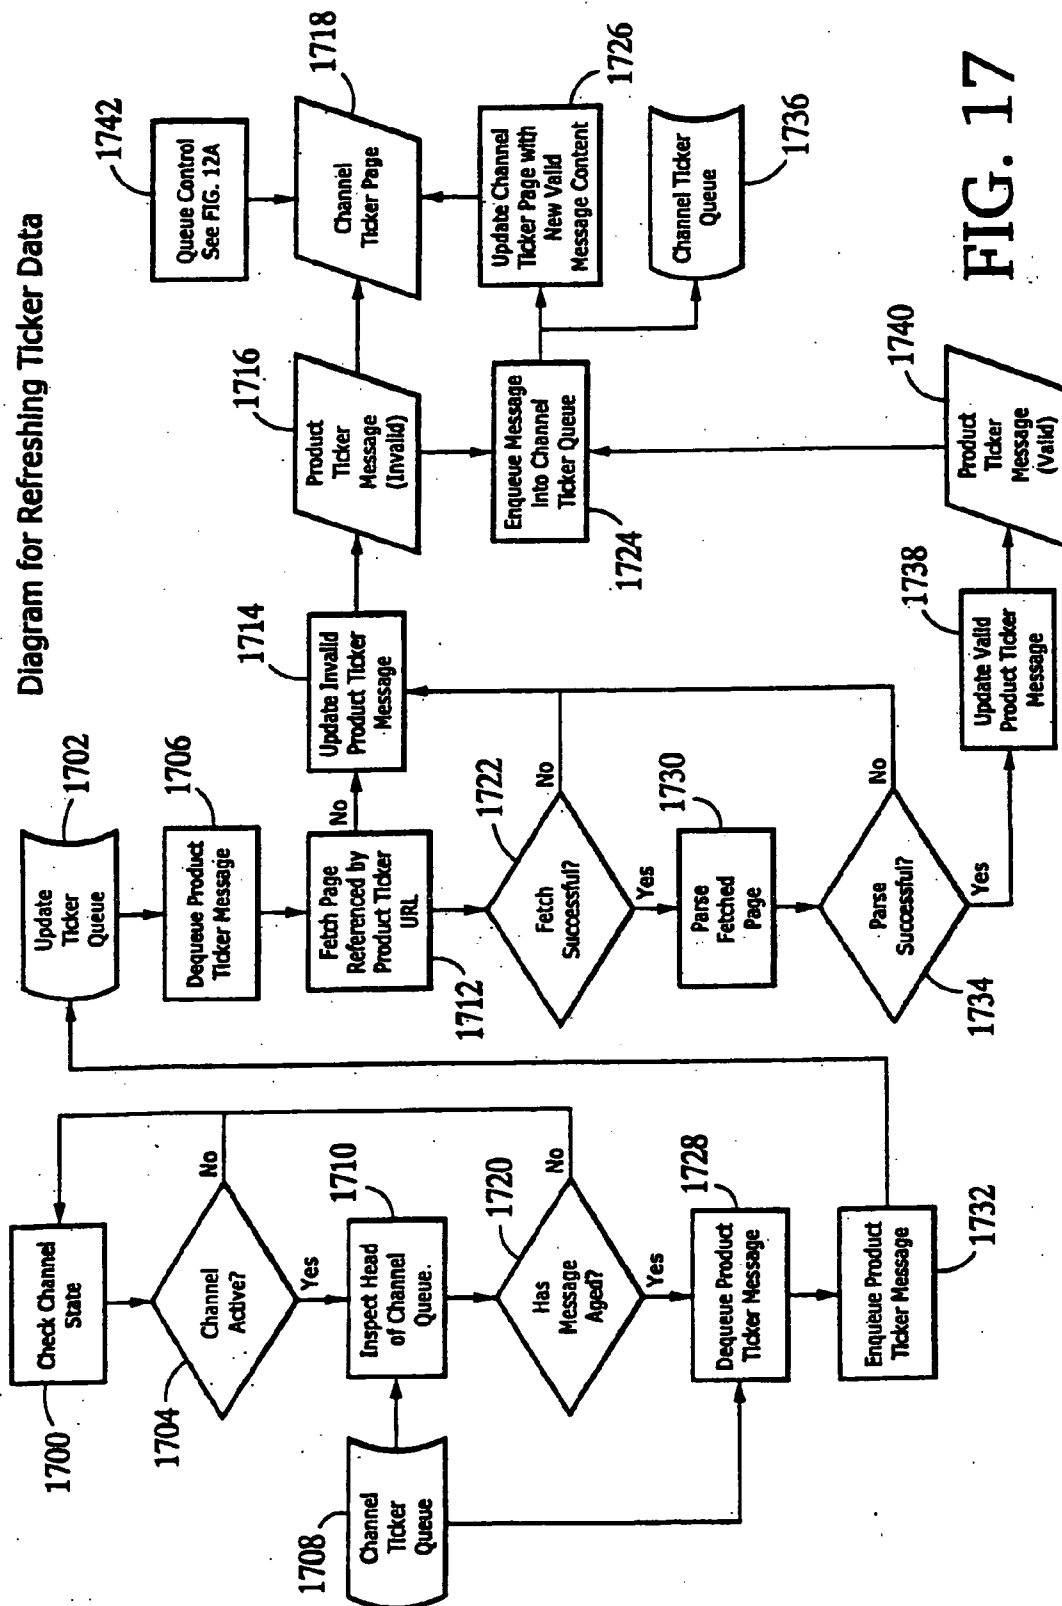 Diagram for Refreshing Ticker Data
1700
Check Channel
State
1704
Channel
Active?
No
Yes
1708
Channel
Ticker
Queue
1710
Inspect Head
of Channel
Queue.
1720
Has
Message
Aged?
No
Yes
1728
Dequeue Product
Ticker Message
1732
Enqueue Product
Ticker Message
1702
Update
Ticker
Queue
1706
Dequeue Product
Ticker Message
1712
Fetch Page
Referenced by
Product Ticker
URL
No
1722
Fetch
Successful?
No
Yes
1730
Parse
Fetched
Page
1734
Parse
Successful?
No
Yes
1714
Update Invalid
Product Ticker
Message
1738
Update Valid
Product Ticker
Message
1716
Product
Ticker
Message
(Invalid)
1724
Enqueue Message
Into Channel
Ticker Queue
1740
Product
Ticker
Message
(Valid)
1742
Queue Control
See FIG. 12A
1718
Channel
Ticker Page
1726
Update Channel
Ticker Page with
New Valid
Message Content
1736
Channel Ticker
Queue
FIG. 17